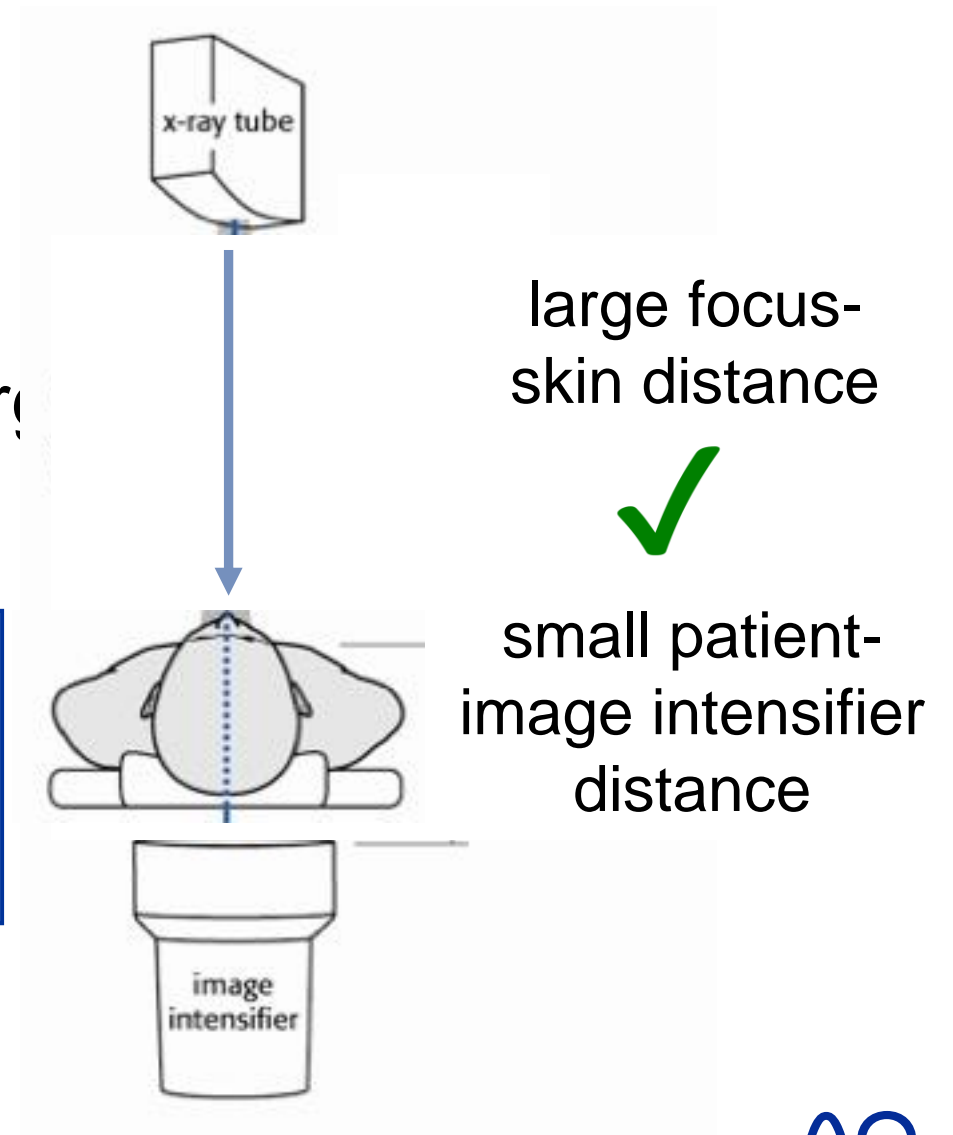 x-ray tube
large focus-
skin distance
✓
small patient-
image intensifier
distance
image
intensifier